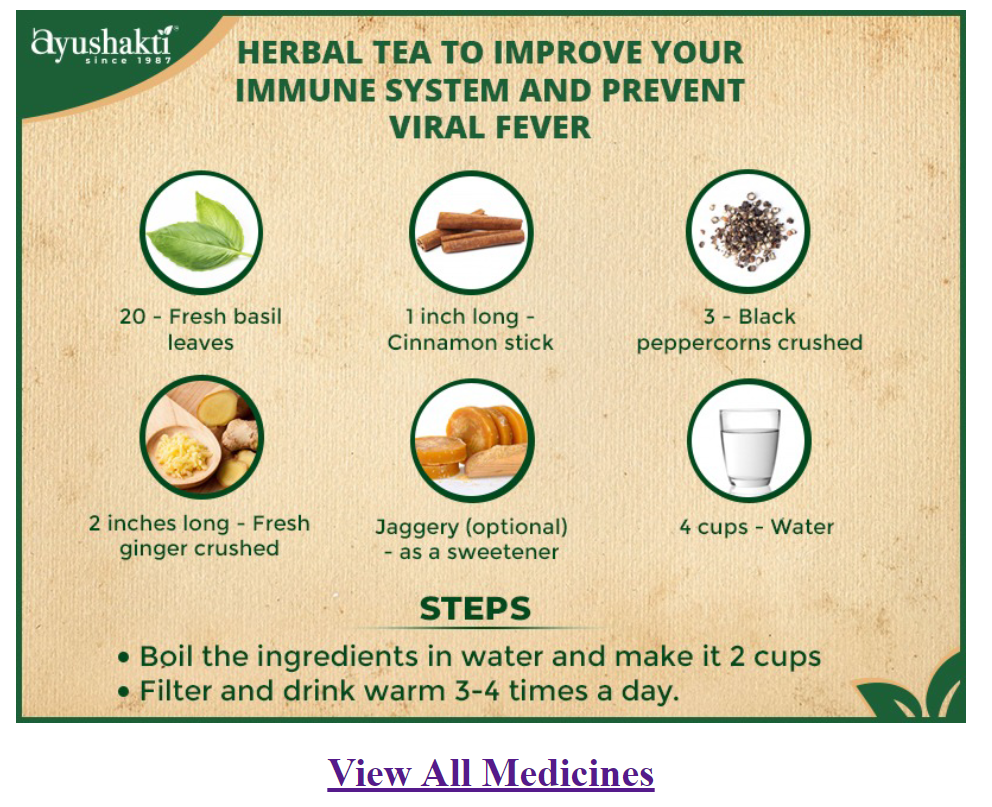 ayushakti
since 1987
HERBAL TEA TO IMPROVE YOUR
IMMUNE SYSTEM AND PREVENT
VIRAL FEVER
20 - Fresh basil
leaves
1 inch long -
Cinnamon stick
3 - Black
peppercorns crushed
2 inches long - Fresh
ginger crushed
Jaggery (optional)
- as a sweetener
4 cups - Water
STEPS
• Boil the ingredients in water and make it 2 cups
• Filter and drink warm 3-4 times a day.
View All Medicines